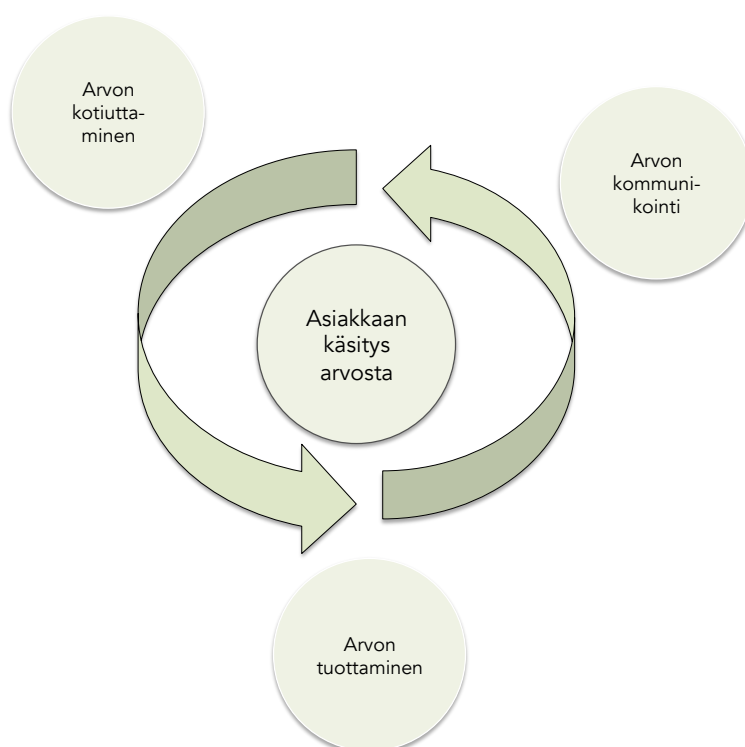 Arvon
kotiutta-
minen
Arvon
kommuni-
kointi
Asiakkaan
käsitys
arvosta
Arvon
tuottaminen